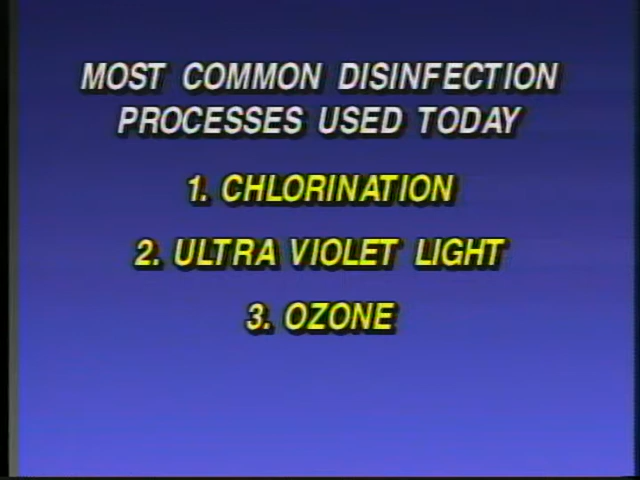 MOST COMMON DISINFECTION
PROCESSES USED TODAY
1. CHLORINATION
2. ULTRA VIOLET LIGHT
3. OZONE